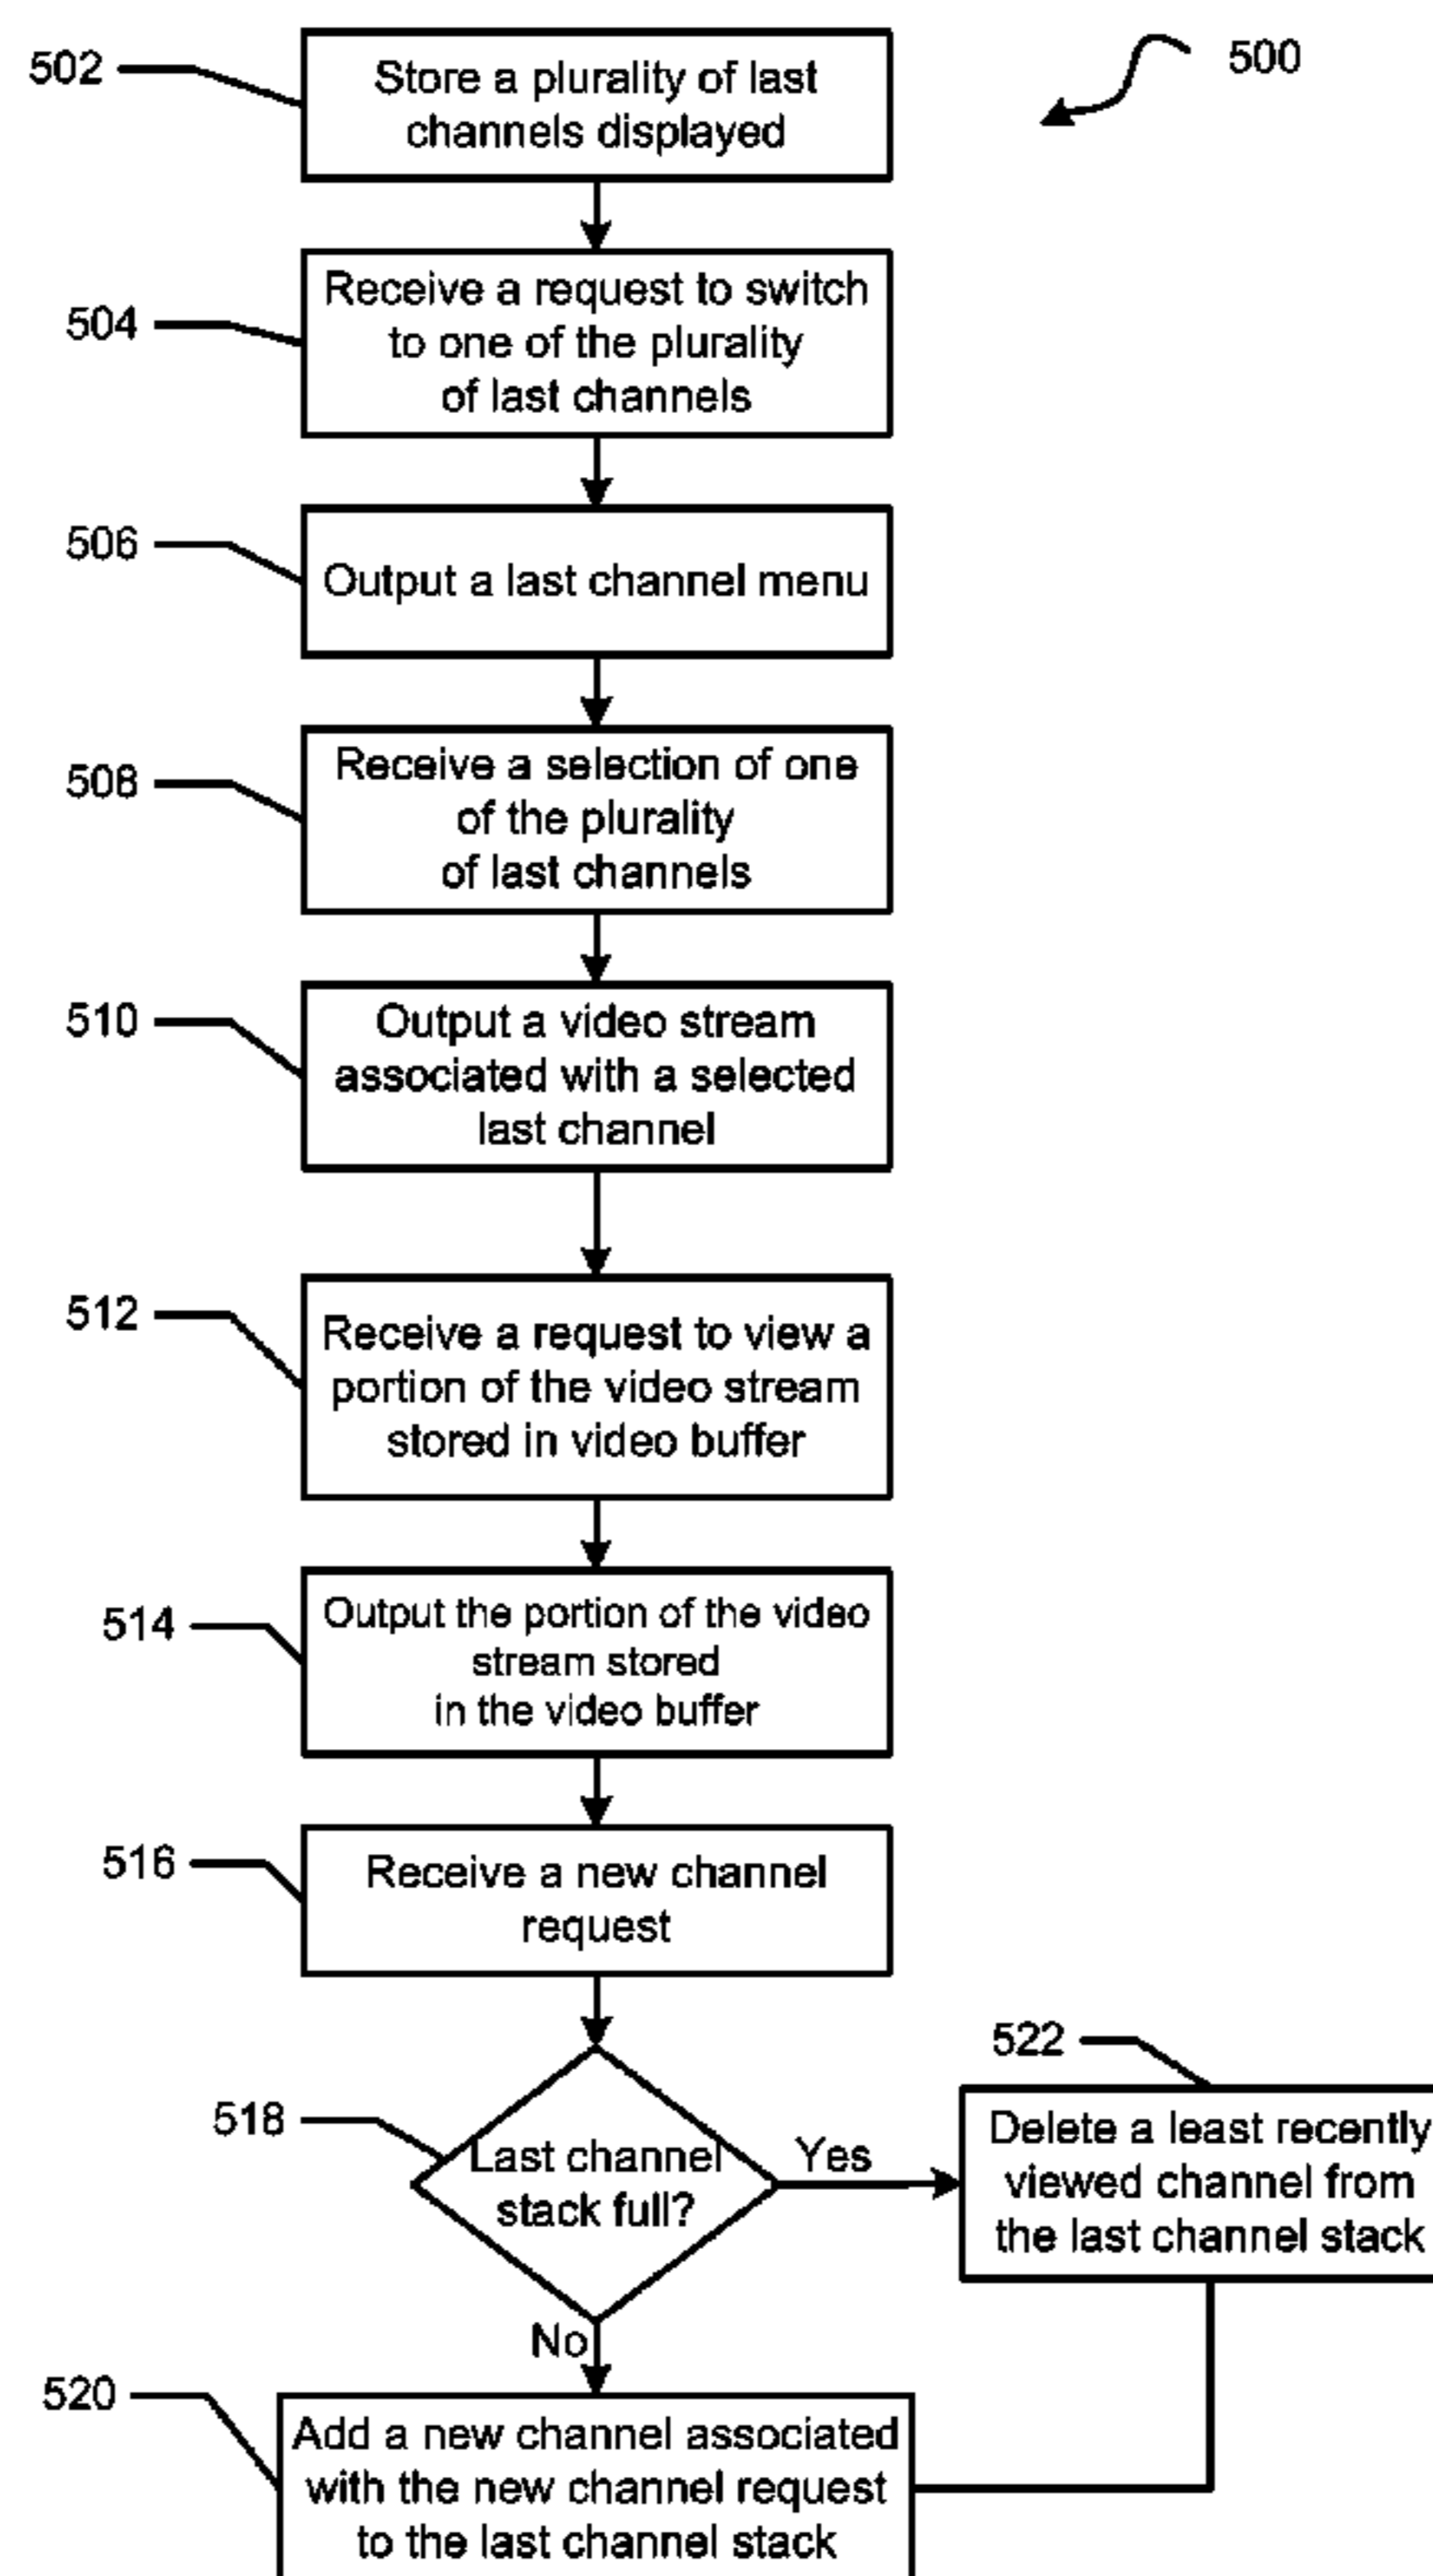 502
Store a plurality of last
channels displayed
500
504
Receive a request to switch
to one of the plurality
of last channels
506
Output a last channel menu
508
Receive a selection of one
of the plurality
of last channels
510
Output a video stream
associated with a selected
last channel
512
Receive a request to view a
portion of the video stream
stored in video buffer
514
Output the portion of the video
stream stored
in the video buffer
516
Receive a new channel
request
518
Last channel
stack full?
Yes
522
Delete a least recently
viewed channel from
the last channel stack
No
520
Add a new channel associated
with the new channel request
to the last channel stack